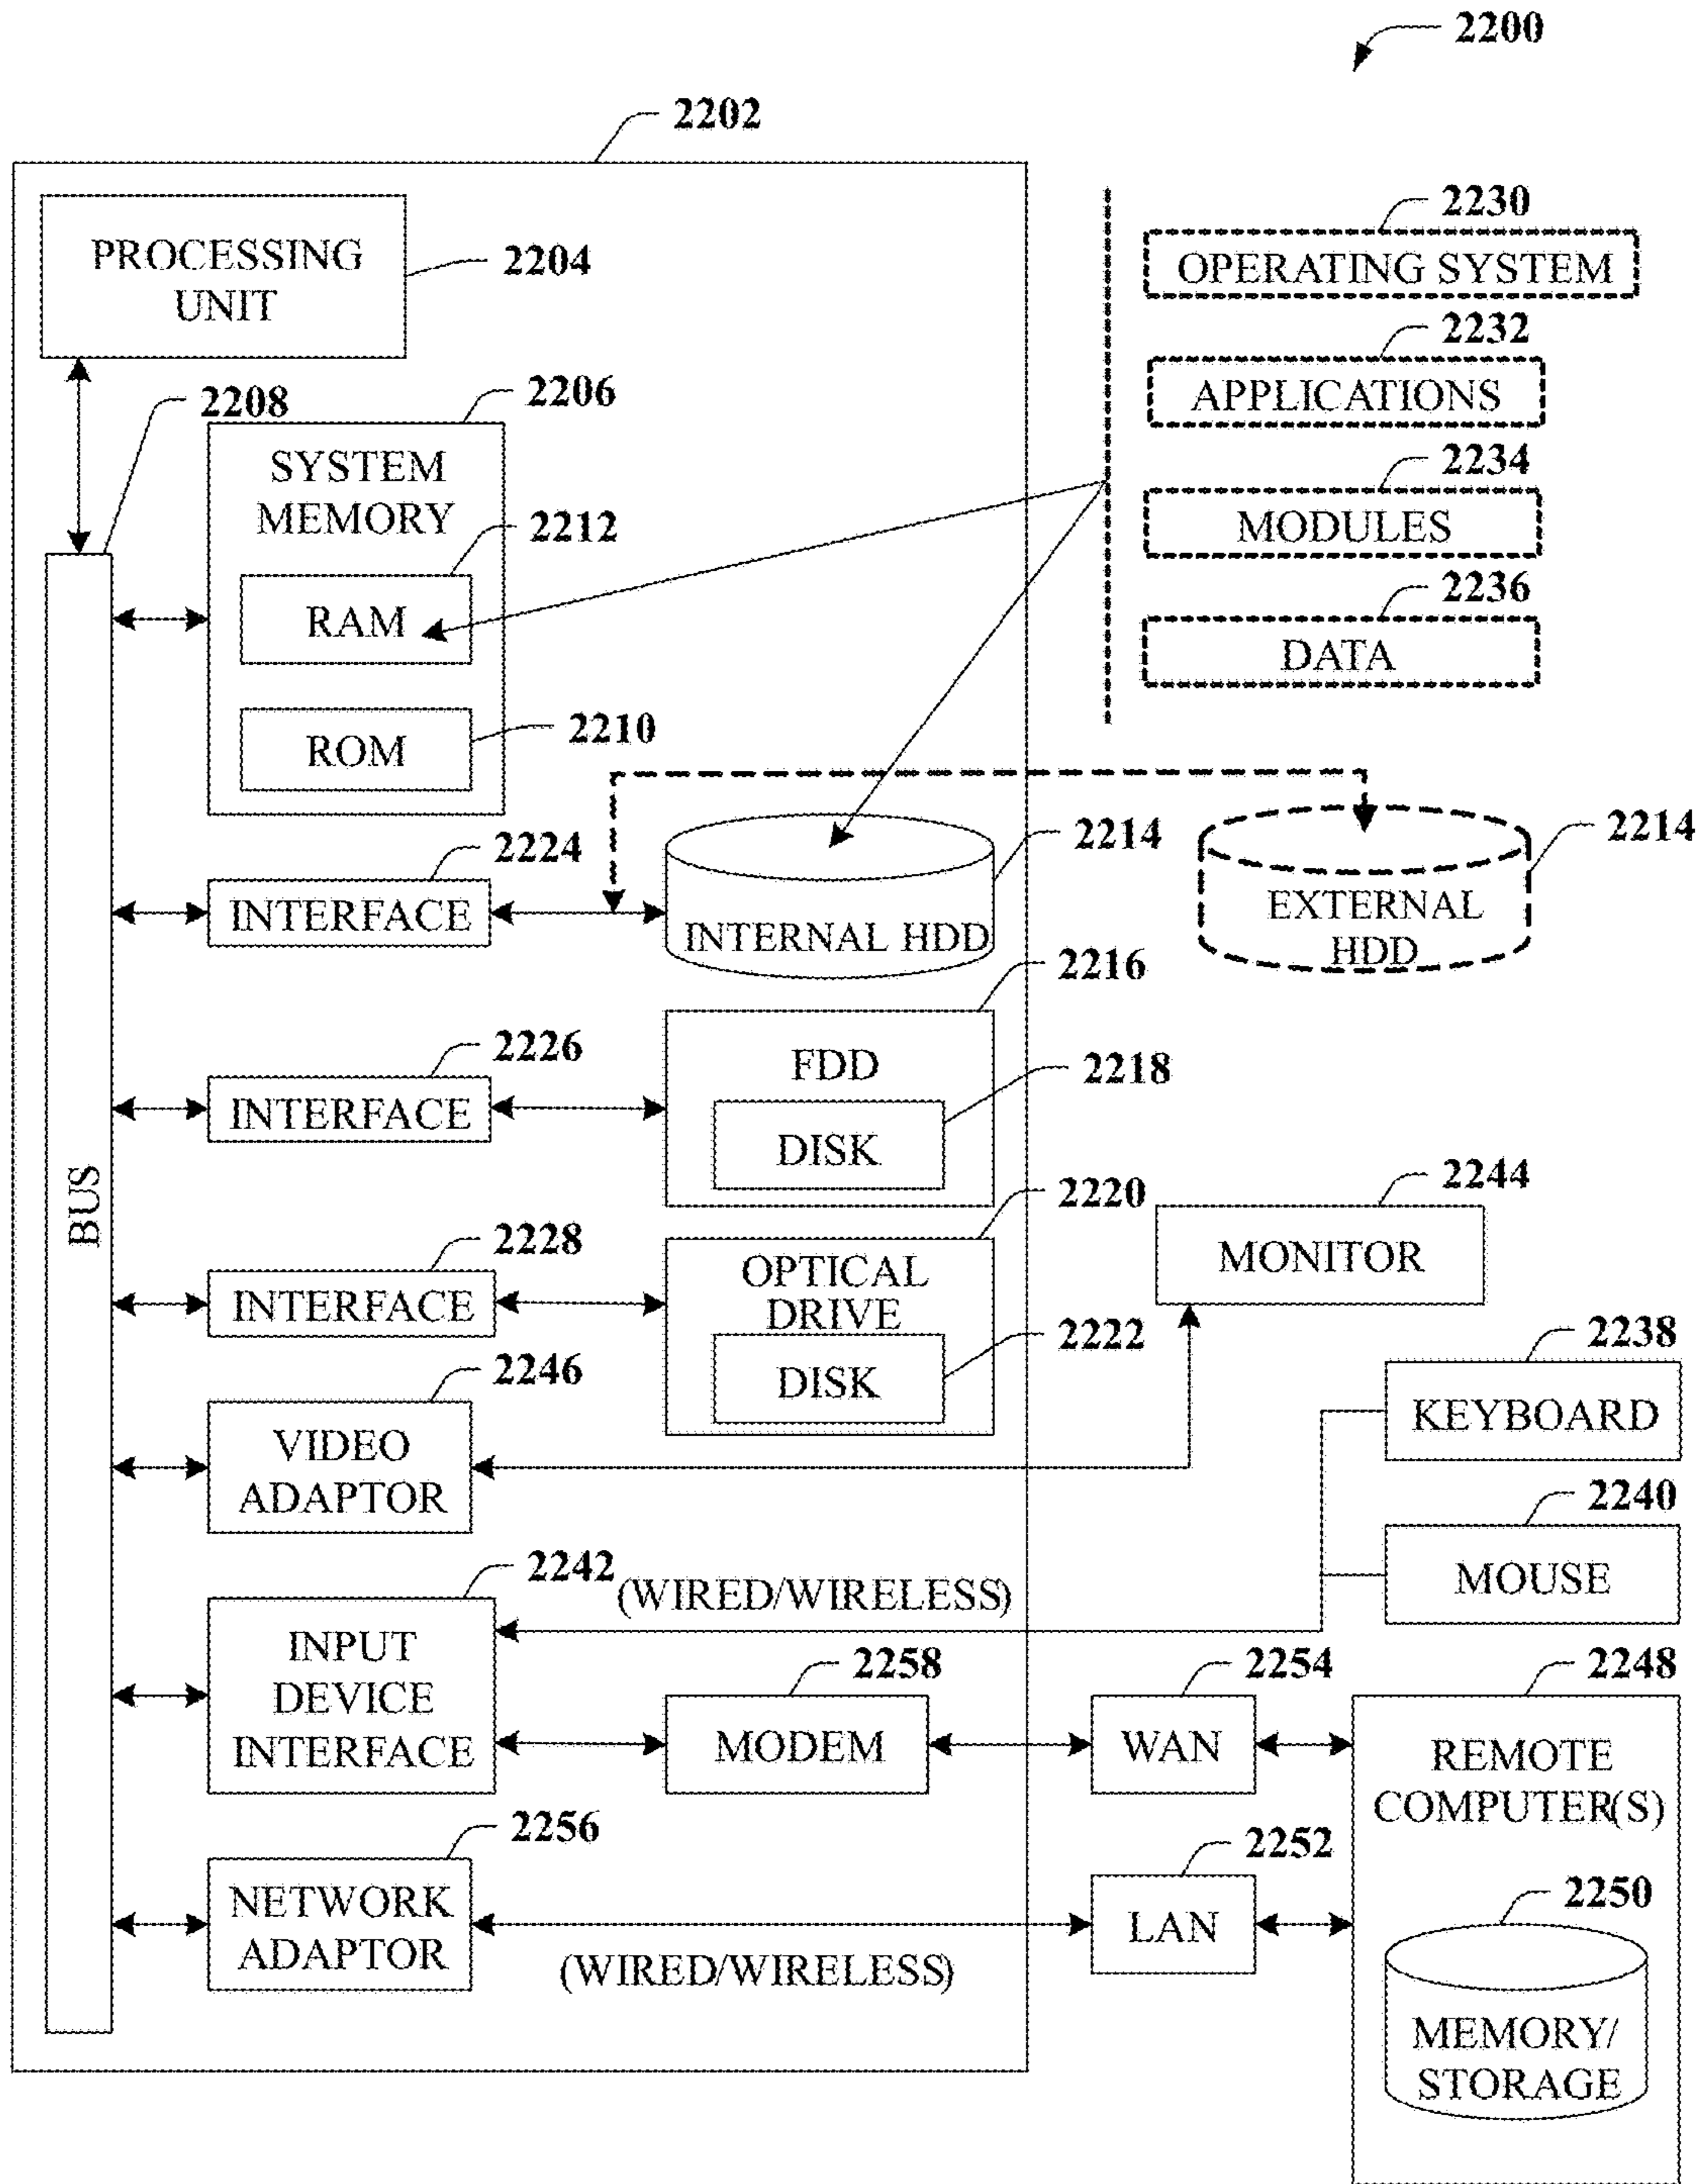 2200
2202
PROCESSING
UNIT
2204
2230
OPERATING SYSTEM
2232
APPLICATIONS
2234
MODULES
2236
DATA
2208
2206
SYSTEM
MEMORY
2212
RAM
2210
ROM
2224
INTERFACE
2214
INTERNAL HDD
2214
EXTERNAL
HDD
2216
2226
INTERFACE
FDD
2218
DISK
BUS
2220
2228
INTERFACE
OPTICAL
DRIVE
2222
DISK
2244
MONITOR
2238
KEYBOARD
2246
VIDEO
ADAPTOR
2240
MOUSE
2242
(WIRED/WIRELESS)
INPUT
DEVICE
INTERFACE
2258
MODEM
2254
WAN
2248
REMOTE
COMPUTER(S)
2256
NETWORK
ADAPTOR
(WIRED/WIRELESS)
2252
LAN
2250
MEMORY/
STORAGE